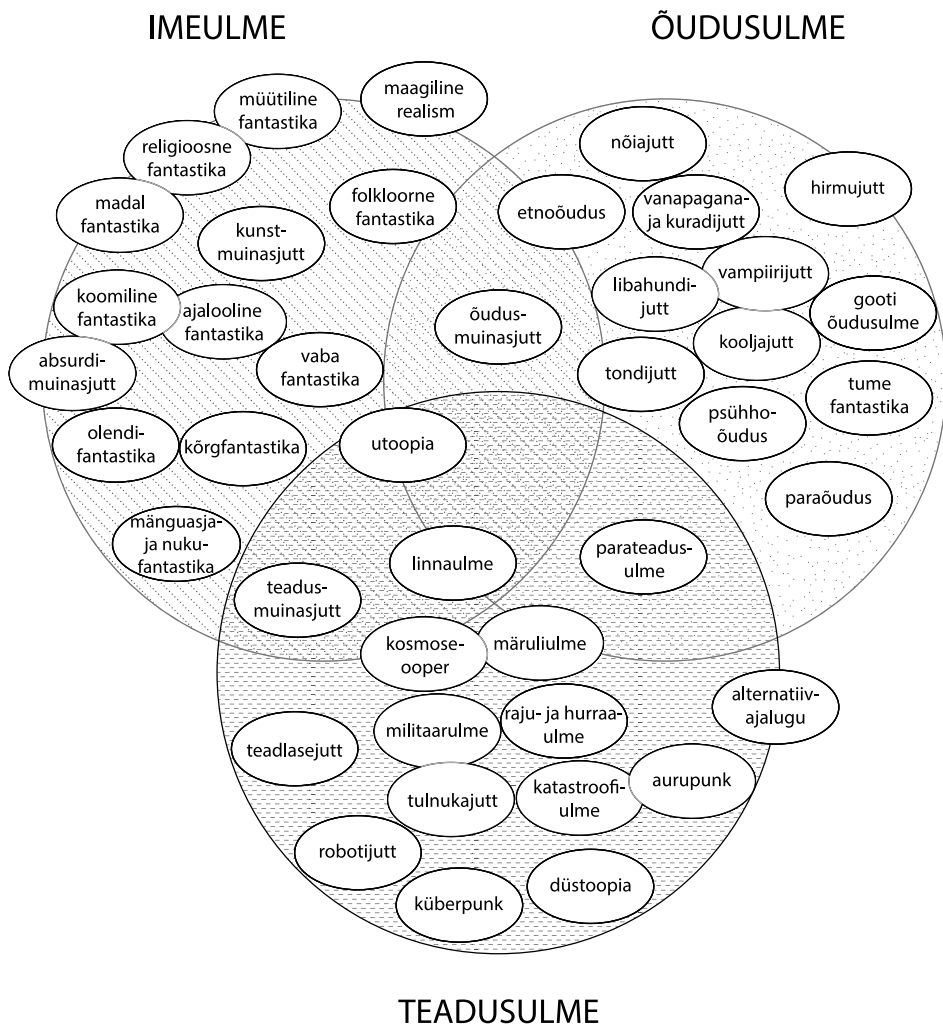 IMEULME
ÕUDUSULME
maagiline
realism
müütiline
fantastika
religioosne
fantastika
nõiajutt
hirmujutt
madal
fantastika
folkloorne
fantastika
etnoõudus
vanapagana-
ja kuradijutt
kunst-
muinasjutt
vampiirijutt
libahundi-
jutt
koomiline
fantastika
ajalooline
fantastika
gooti
õudusulme
õudus-
muinasjutt
kooljajutt
absurdi-
muinasjutt
vaba
fantastika
tondijutt
tume
fantastika
psühho-
õudus
olendi-
fantastika
kõrgfantastika
utoopia
paraõudus
mänguasja-
ja nuku-
fantastika
linnaulme
parateadus-
ulme
teadus-
muinasjutt
kosmose-
ooper
märuliulme
alternatiiv-
ajalugu
raju- ja hurraa-
ulme
militaarulme
teadlasejutt
aurupunk
tulnukajutt
katastroofi-
ulme
robotijutt
düstoopia
küberpunk
TEADUSULME